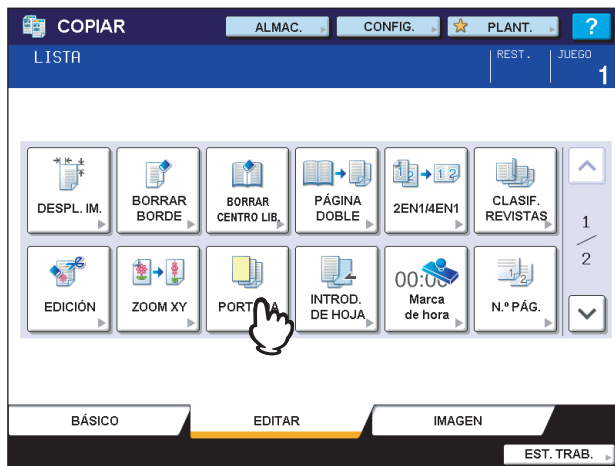 COPIAR
ALMAC.
CONFIG.
PLANT.
?
LISTA
REST.
JUEGO
1
DESPL. IM.
BORRAR
BORDE
BORRAR
CENTRO LIB.
PÁGINA
DOBLE
2EN1/4EN1
CLASIF.
REVISTAS
1
2
EDICIÓN
ZOOM XY
INTROD.
DE HOJA
Marca
de hora
N.º PÁG.
BÁSICO
EDITAR
IMAGEN
EST. TRAB.